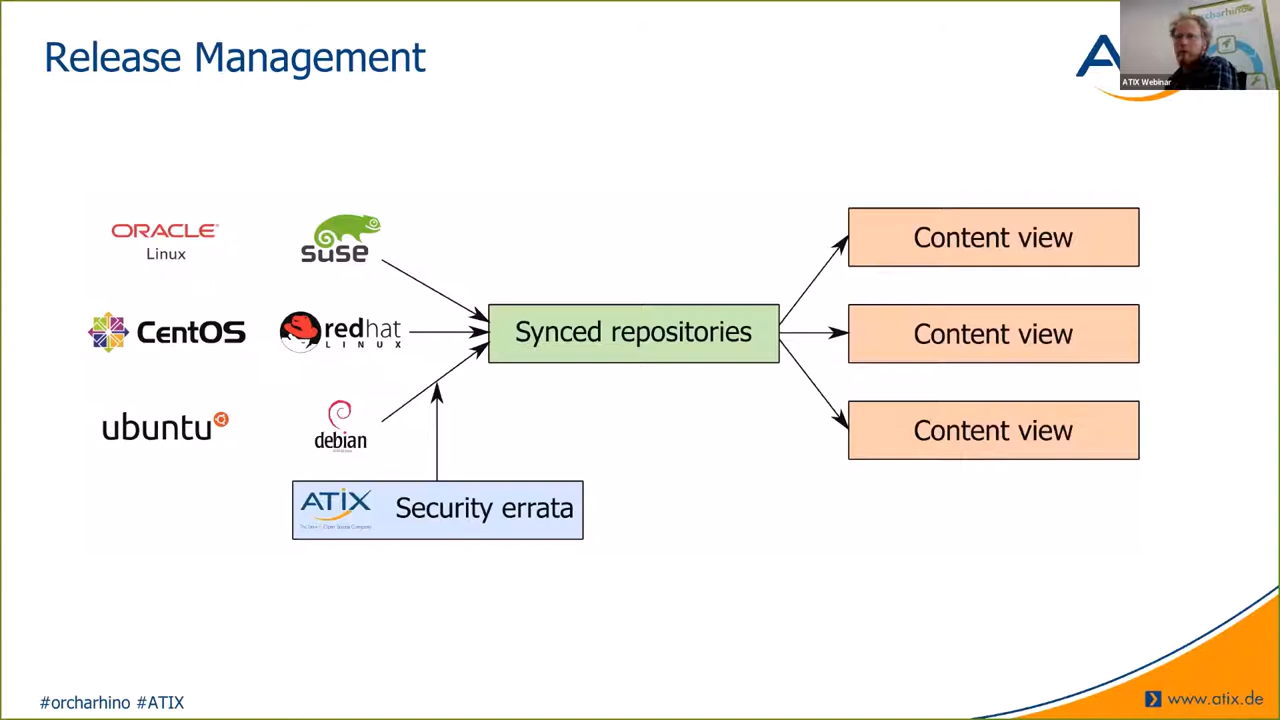 Release Management
A
orcharhino
ATIX Webinar
ORACLE
Linux
SUSE
CentOS
redhat
LINUX
ubuntu
debian
Synced repositories
Content view
Content view
Content view
ATIX
Security errata
#orcharhino #ATIX
www.atix.de